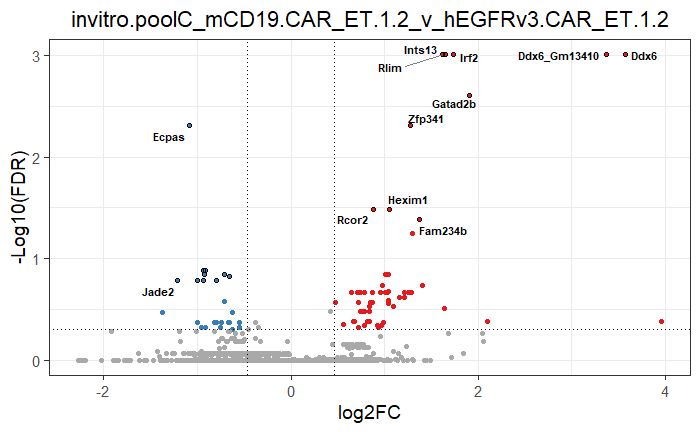 invitro.poolC_mCD19.CAR_ET.1.2_v_hEGFRv3.CAR_ET.1.2
-Log10(FDR)
3
2
1
0
Ints13
Rlim
Irf2
Ddx6_Gm13410
Ddx6
Gatad2b
Zfp341
Ecpas
Hexim1
Rcor2
Fam234b
Jade2
-2
0
2
4
log2FC